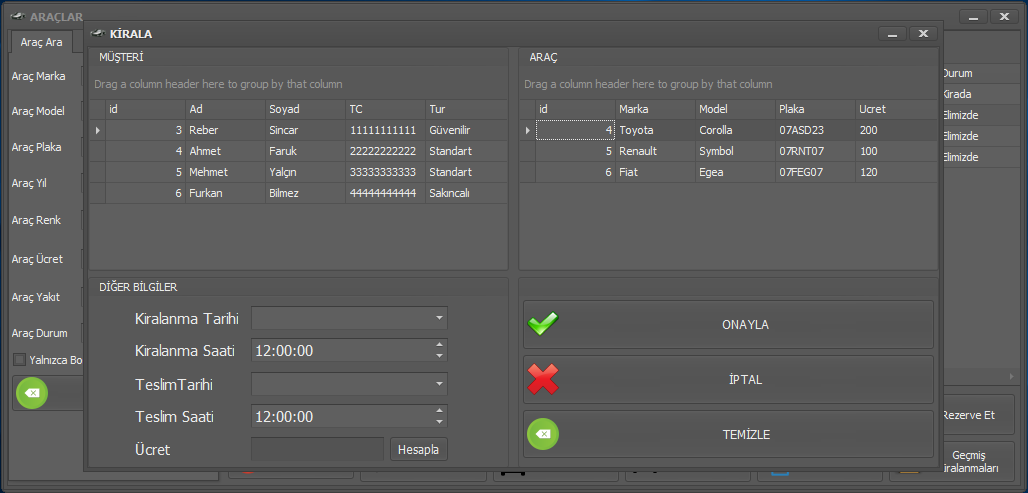 ARAÇLAR
Araç Ara
Araç Marka
Araç Model
Araç Plaka
Araç Yıl
Araç Renk
Araç Ücret
Araç Yakıt
Araç Durum
Yalnızca Bo
KİRALA
MÜŞTERİ
Drag a column header here to group by that column
id Ad Soyad TC Tur
3 Reber Sincar 11111111111 Güvenilir
4 Ahmet Faruk 22222222222 Standart
5 Mehmet Yalçın 33333333333 Standart
6 Furkan Bilmez 44444444444 Sakıncalı
ARAÇ
Drag a column header here to group by that column
id Marka Model Plaka Ucret
4 Toyota Corolla 07ASD23 200
5 Renault Symbol 07RNT07 100
6 Fiat Egea 07FEG07 120
DİĞER BİLGİLER
Kiralanma Tarihi
Kiralanma Saati 12:00:00
TeslimTarihi
Teslim Saati 12:00:00
Ücret Hesapla
ONAYLA
İPTAL
TEMİZLE
Durum
Kirada
Elimizde
Elimizde
Elimizde
Rezerve Et
Geçmiş
iralanmaları